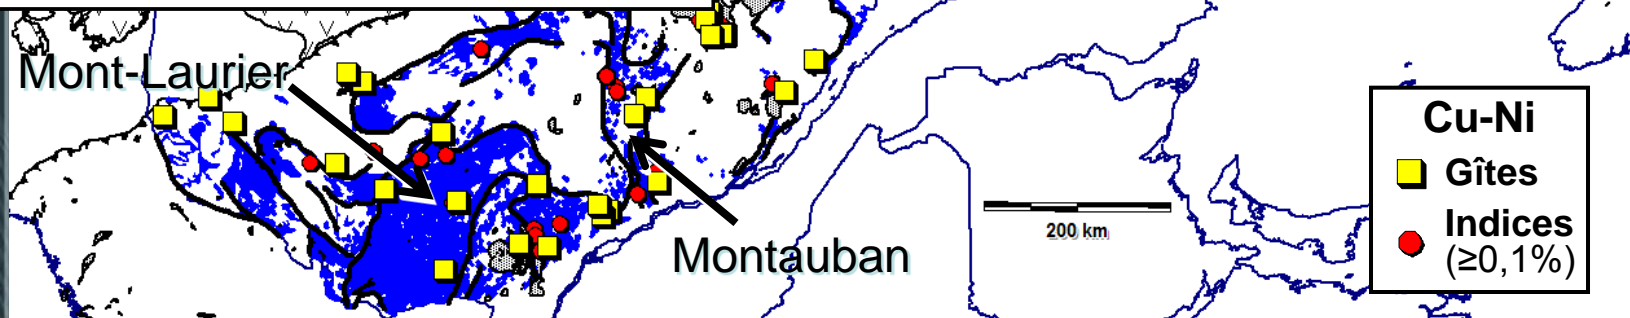 Mont-Laurier
Montauban
200 km
Cu-Ni
Gîtes
Indices
(≥0,1%)